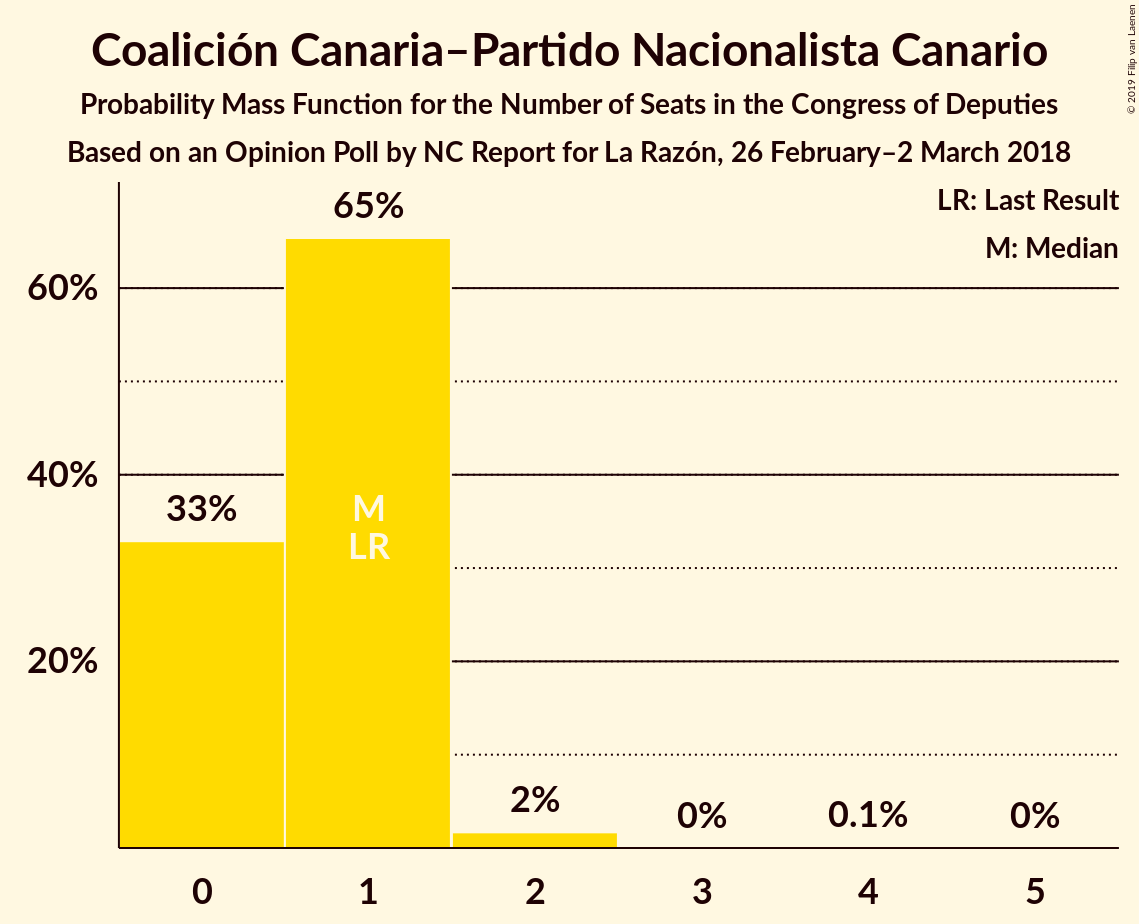 Coalición Canaria–Partido Nacionalista Canario
Probability Mass Function for the Number of Seats in the Congress of Deputies
Based on an Opinion Poll by NC Report for La Razón, 26 February–2 March 2018
© 2019 Filip van Laenen
LR: Last Result
M: Median
65%
60%
40%
33%
M
LR
20%
2%
0%
0.1%
0%
0 1 2 3 4 5